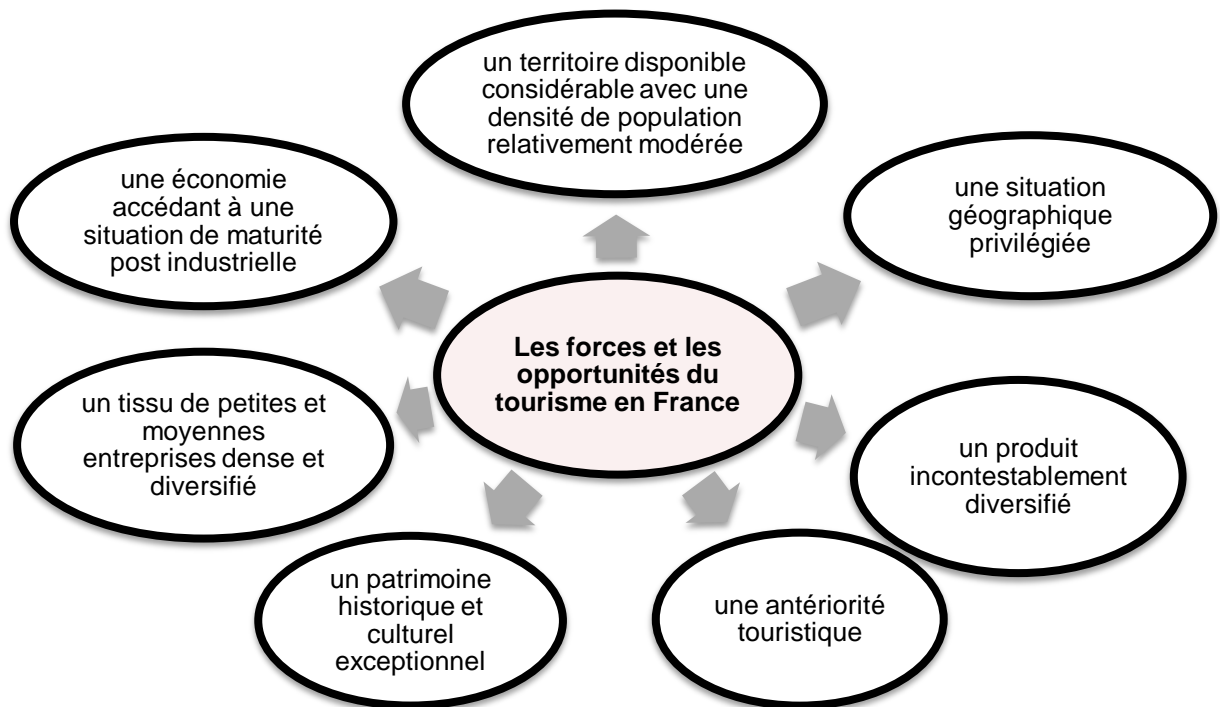 un territoire disponible
considérable avec une
densité de population
relativement modérée
une économie
accédant à une
situation de maturité
post industrielle
une situation
géographique
privilégiée
Les forces et les
opportunités du
tourisme en France
un tissu de petites et
moyennes
entreprises dense et
diversifié
un produit
incontestablement
diversifié
un patrimoine
historique et
culturel
exceptionnel
une antériorité
touristique